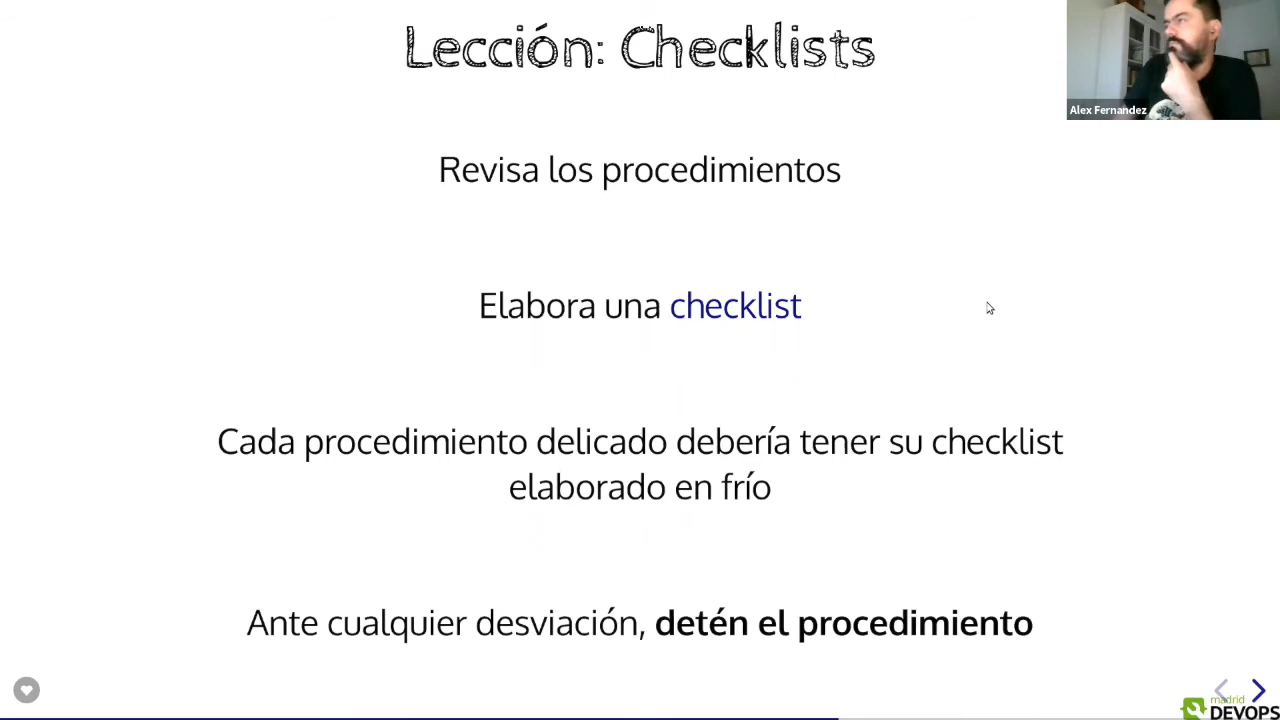 Lección: Checklists
Alex Fernandez
Revisa los procedimientos
Elabora una checklist
Cada procedimiento delicado debería tener su checklist
elaborado en frío
Ante cualquier desviación, detén el procedimiento
madrid
DEVOPS